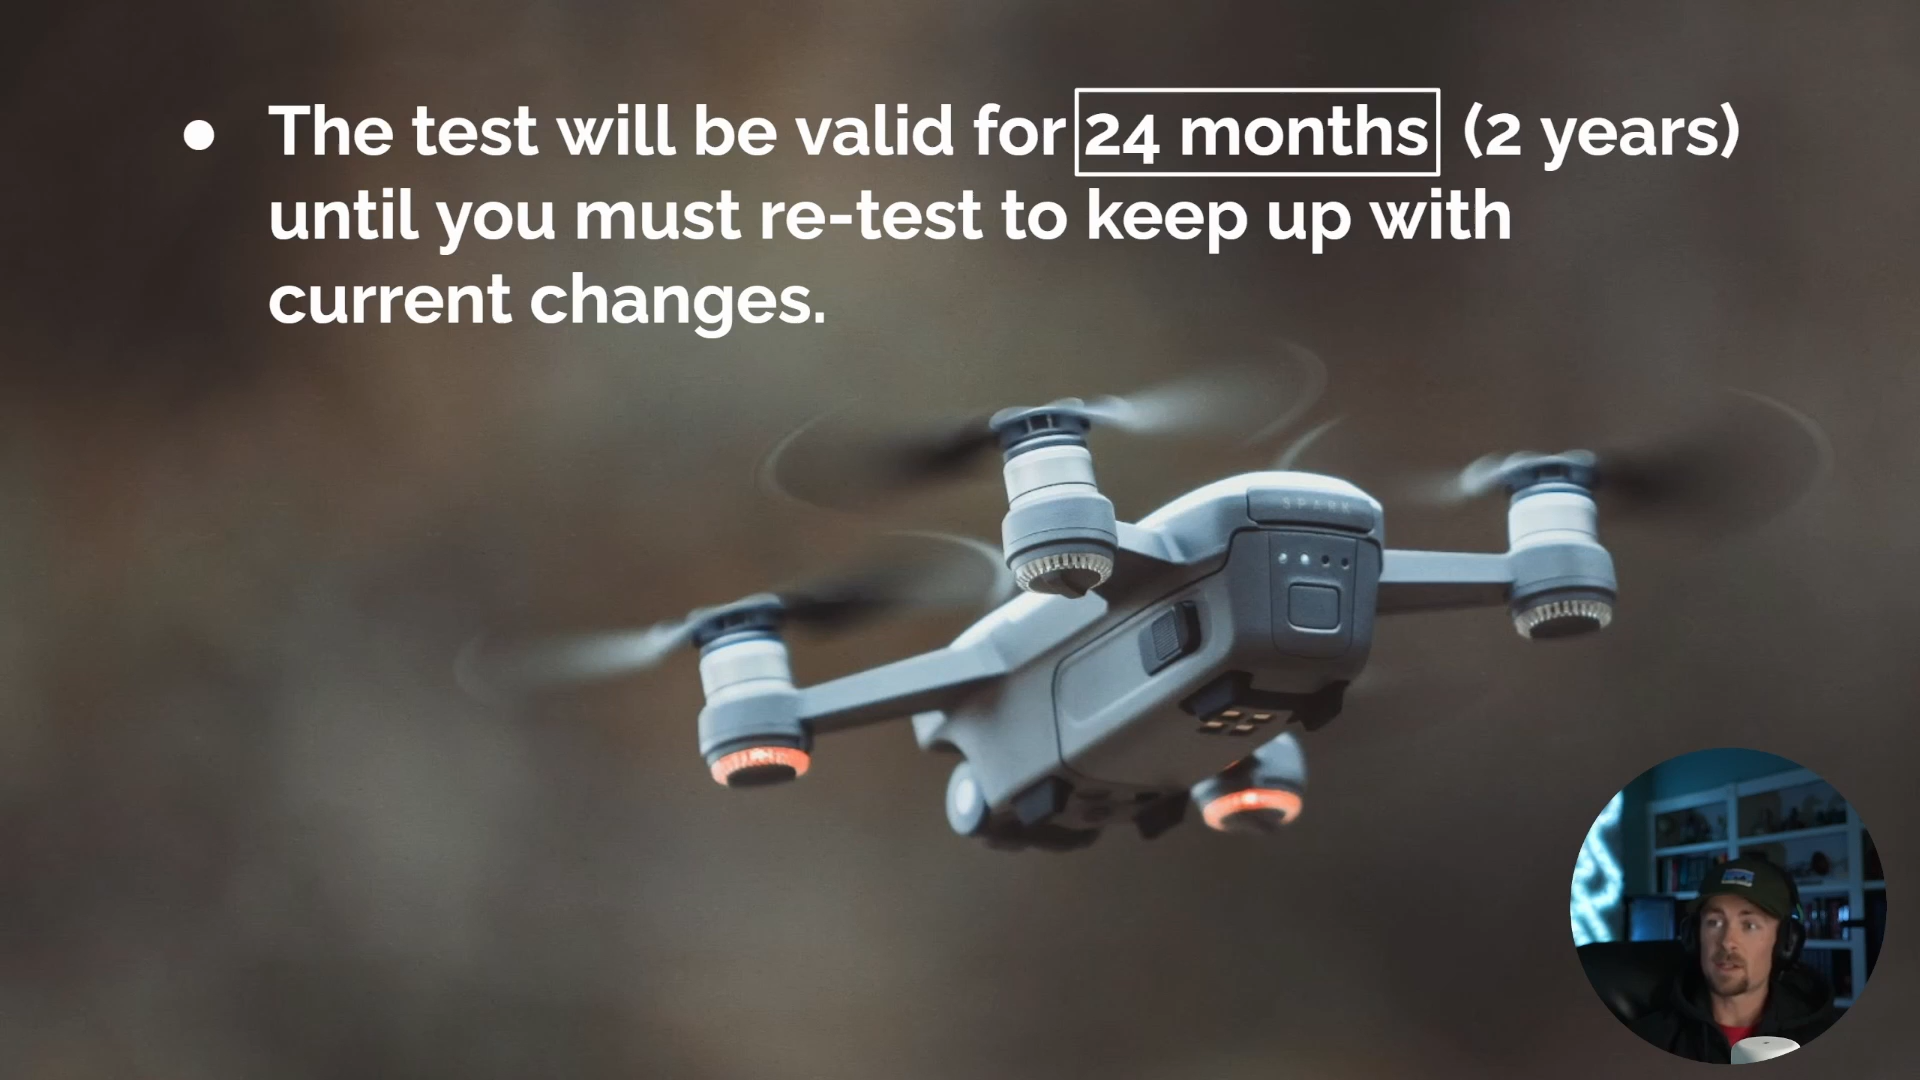 ● The test will be valid for 24 months (2 years)
until you must re-test to keep up with
current changes.
SPARK